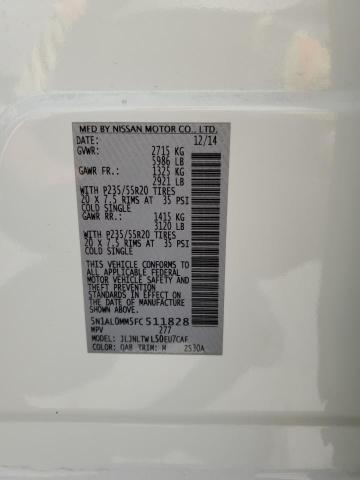 MFD BY NISSAN MOTOR CO., LTD.
DATE: 12/14
GVWR: 2715 KG
5986 LB
GAWR FR.: 1325 KG
2921 LB
WITH P235/55R20 TIRES
20 X 7.5 RIMS AT 35 PSI
COLD SINGLE
GAWR RR.: 1415 KG
3120 LB
WITH P235/55R20 TIRES
20 X 7.5 RIMS AT 35 PSI
COLD SINGLE
THIS VEHICLE CONFORMS TO
ALL APPLICABLE FEDERAL
MOTOR VEHICLE SAFETY
STANDARDS IN EFFECT ON THE
DATE OF MANUFACTURE
SHOWN ABOVE.
5N1AL0MM5FC511828
MPV 277
MODEL: JLJNLTWL50EU7CAF
COLOR: QAB TRIM: M 2530A